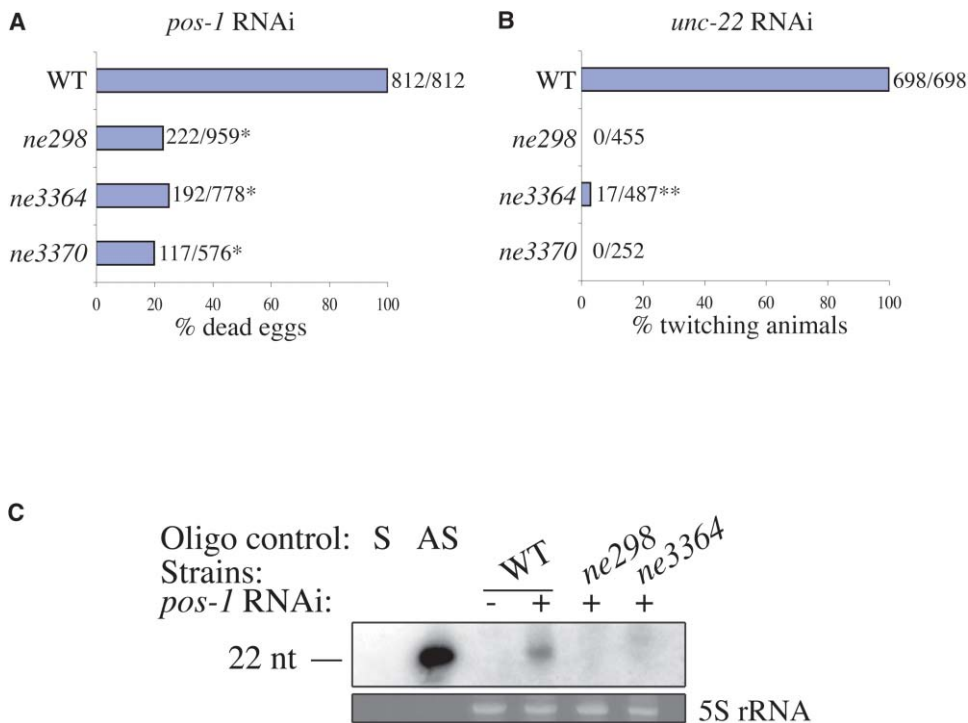 A
pos-1 RNAi
WT
812/812
ne298
222/959*
ne3364
192/778*
ne3370
117/576*
0 20 40 60 80 100
% dead eggs
B
unc-22 RNAi
WT
698/698
ne298
0/455
ne3364
17/487**
ne3370
0/252
0 20 40 60 80 100
% twitching animals
C
Oligo control: S AS
Strains: WT ne298 ne3364
pos-1 RNAi: - + + +
22 nt —
5S rRNA